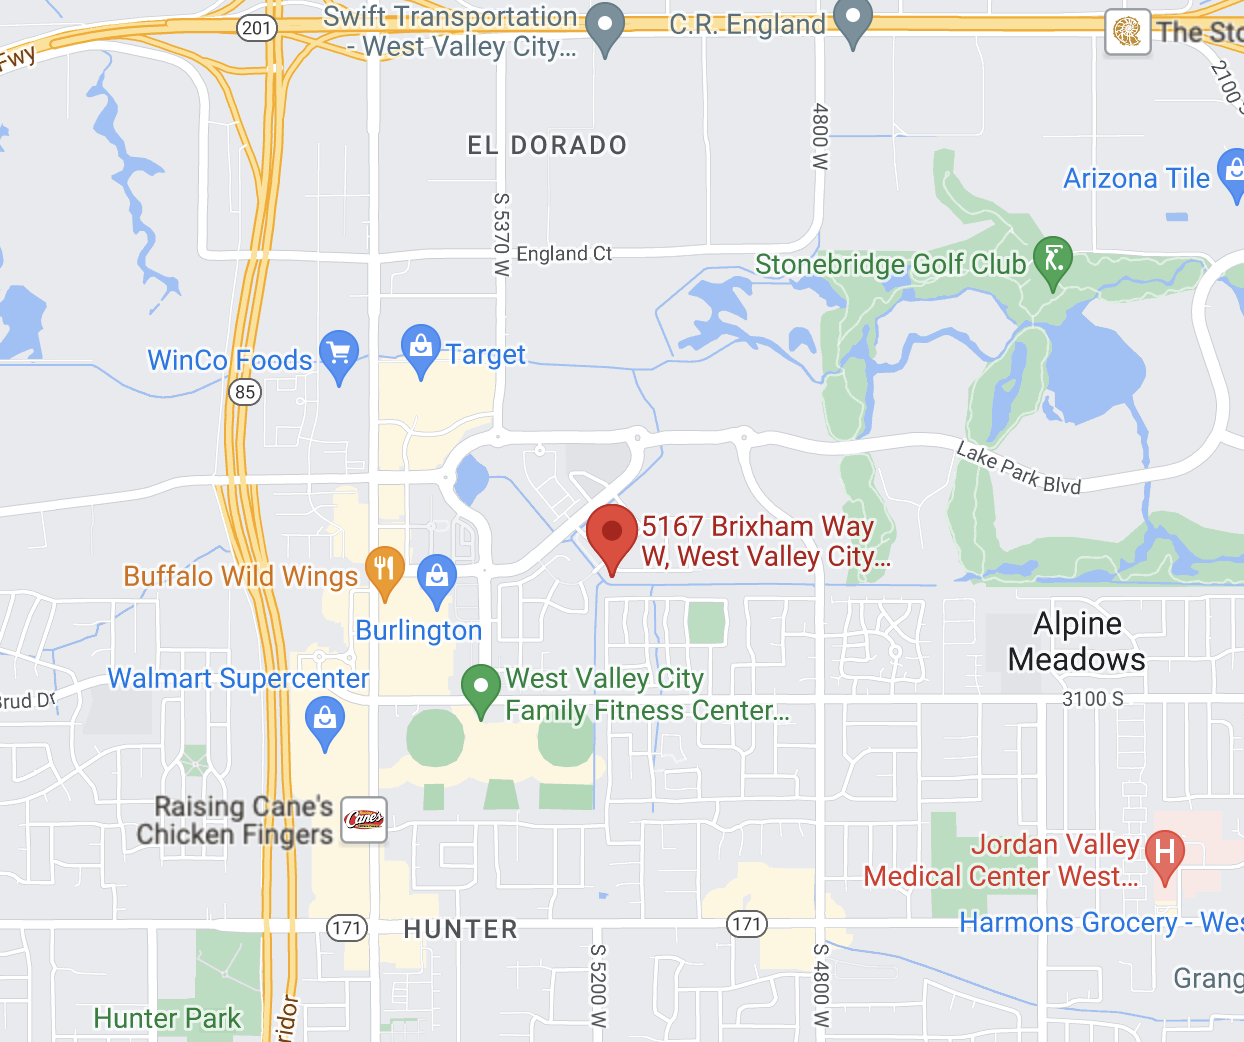 Swift Transportation
- West Valley City...
C.R. England
The Sto
201
Fwy
2100 S
4800 W
EL DORADO
Arizona Tile
S 5370 W
England Ct
Stonebridge Golf Club
WinCo Foods
Target
85
Lake Park Blvd
5167 Brixham Way
W, West Valley City...
Buffalo Wild Wings
Burlington
Alpine
Meadows
Walmart Supercenter
West Valley City
Family Fitness Center...
3100 S
Brud Dr
Raising Cane's
Chicken Fingers
Canes
Jordan Valley
Medical Center West...
H
171
HUNTER
171
Harmons Grocery - Wes
S 5200 W
S 4800 W
Grang
Hunter Park
ridor